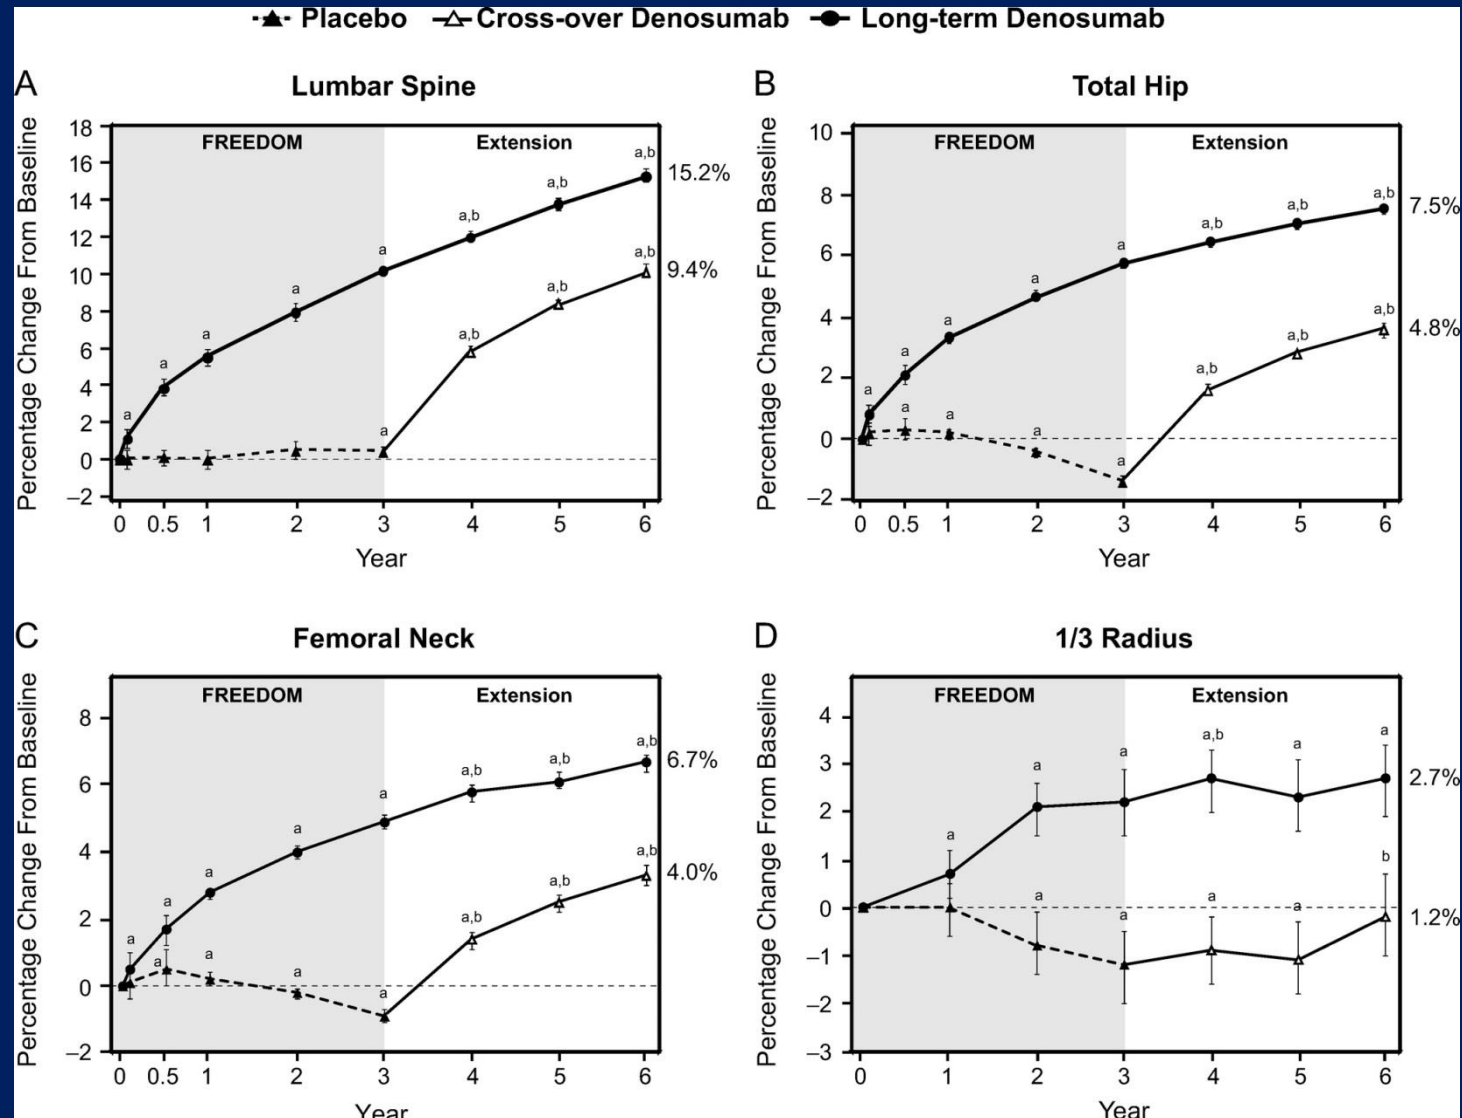 Placebo Cross-over Denosumab Long-term Denosumab
A Lumbar Spine
Percentage Change From Baseline
18
16
14
12
10
8
6
4
2
0
–2
FREEDOM Extension
a
a
a
a
a
a,b
a,b
a,b
15.2%
a
a,b
a,b
a,b
9.4%
0 0.5 1 2 3 4 5 6
Year
B Total Hip
Percentage Change From Baseline
10
8
6
4
2
0
–2
FREEDOM Extension
a
a
a
a
a
a,b
a,b
a,b
7.5%
a
a
a
a
a,b
a,b
a,b
4.8%
0 0.5 1 2 3 4 5 6
Year
C Femoral Neck
Percentage Change From Baseline
8
6
4
2
0
–2
FREEDOM Extension
a
a
a
a
a
a,b
a,b
a,b
6.7%
a
a
a
a
a,b
a,b
a,b
4.0%
0 0.5 1 2 3 4 5 6
Year
D 1/3 Radius
Percentage Change From Baseline
4
3
2
1
0
–1
–2
–3
FREEDOM Extension
a
a
a
a,b
a
a
2.7%
a
a
a
a
b
1.2%
0 1 2 3 4 5 6
Year